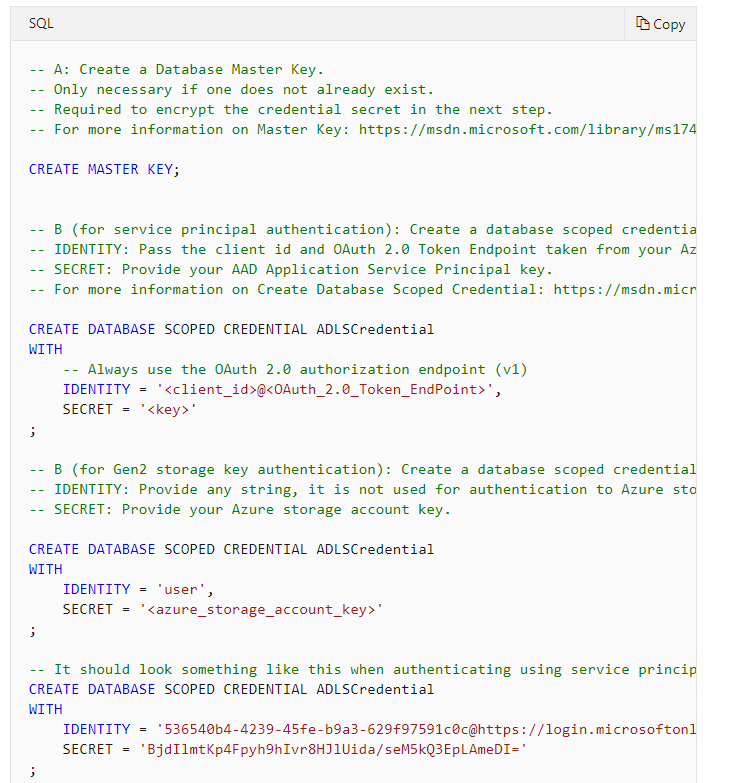 SQL
Copy
-- A: Create a Database Master Key.
-- Only necessary if one does not already exist.
-- Required to encrypt the credential secret in the next step.
-- For more information on Master Key: https://msdn.microsoft.com/library/ms174
CREATE MASTER KEY;
-- B (for service principal authentication): Create a database scoped credentia
-- IDENTITY: Pass the client id and OAuth 2.0 Token Endpoint taken from your Az
-- SECRET: Provide your AAD Application Service Principal key.
-- For more information on Create Database Scoped Credential: https://msdn.micr
CREATE DATABASE SCOPED CREDENTIAL ADLSCredential
WITH
-- Always use the OAuth 2.0 authorization endpoint (v1)
IDENTITY = '<client_id>@<OAuth_2.0_Token_EndPoint>',
SECRET = '<key>'
;
-- B (for Gen2 storage key authentication): Create a database scoped credential
-- IDENTITY: Provide any string, it is not used for authentication to Azure sto
-- SECRET: Provide your Azure storage account key.
CREATE DATABASE SCOPED CREDENTIAL ADLSCredential
WITH
IDENTITY = 'user',
SECRET = '<azure_storage_account_key>'
;
-- It should look something like this when authenticating using service princip
CREATE DATABASE SCOPED CREDENTIAL ADLSCredential
WITH
IDENTITY = '536540b4-4239-45fe-b9a3-629f97591c0c@https://login.microsoftonl
SECRET = 'BjdIlmtKp4Fpyh9hIvr8HJlUida/seM5kQ3EpLAmeDI='
;